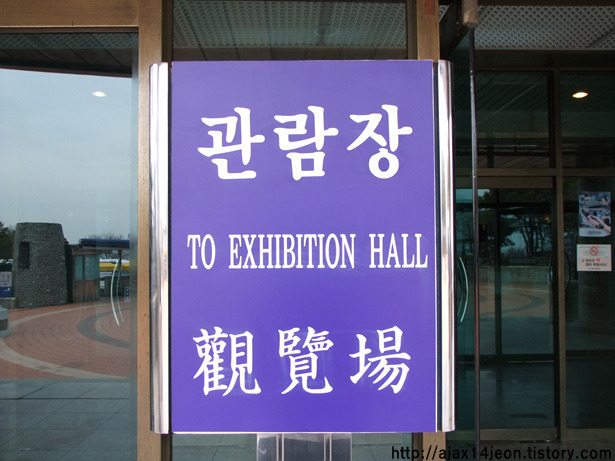 관람장
TO EXHIBITION HALL
觀覽場
http://ajax14jeon.tistory.com